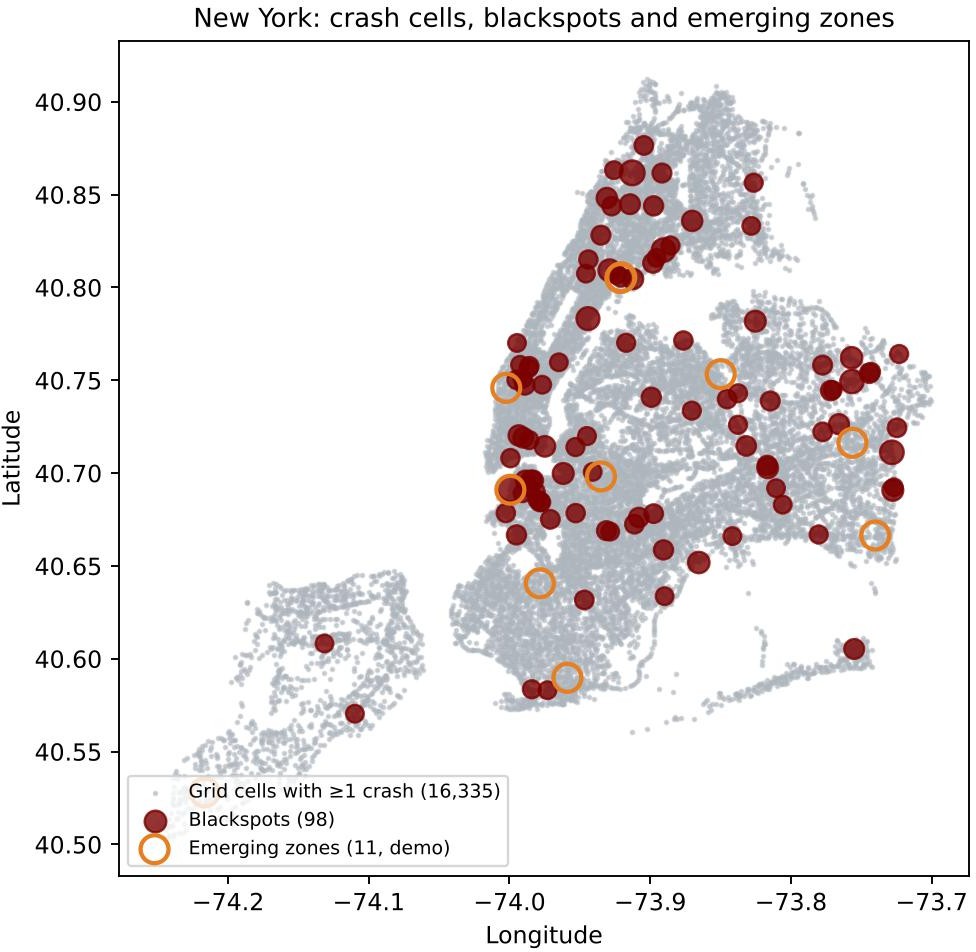 New York: crash cells, blackspots and emerging zones
40.90
40.85
40.80
40.75
40.70
40.65
40.60
40.55
40.50
Latitude
Grid cells with ≥1 crash (16,335)
Blackspots (98)
Emerging zones (11, demo)
−74.2
−74.1
−74.0
−73.9
−73.8
−73.7
Longitude